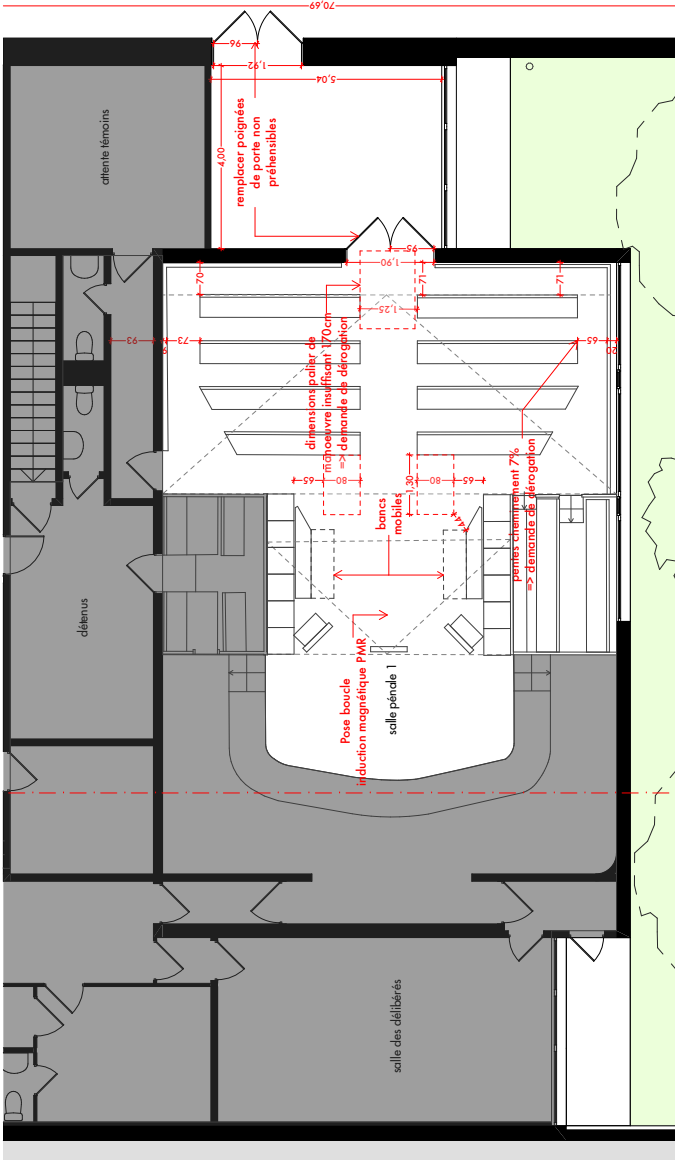 70,69
96
1,92
5,04
4,00
attente témoins
remplacer poignées
de porte non
préhensibles
95
1,90
70
71
71
1,25
93
73
9
65
20
dimensions palier de
manoeuvre insuffisant 170cm
=> demande de dérogation
65
80
1,30
80
65
44
pentes cheminement 7%
=> demande de dérogation
bancs
mobiles
détenus
Pose boucle
induction magnétique PMR
salle pénale 1
salle des délibérés